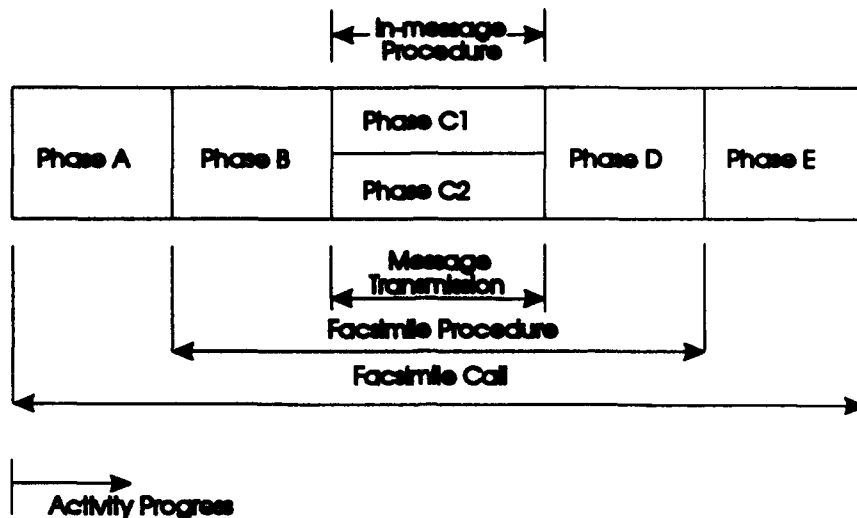 In-message
Procedure
Phase A
Phase B
Phase C1
Phase C2
Phase D
Phase E
Message
Transmission
Facsimile Procedure
Facsimile Call
Activity Progress